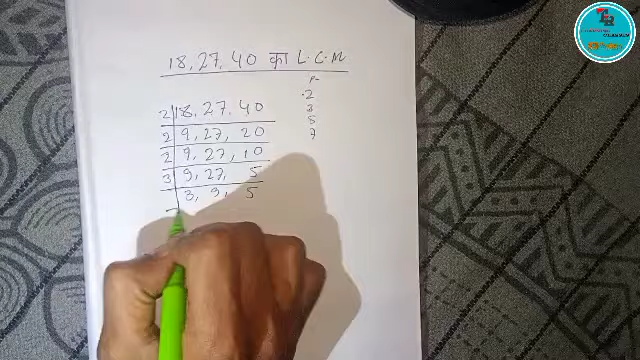 18, 27, 40 का L.C.M
P-
2
3
5
7
2 | 18, 27, 40
2 | 9, 27, 20
2 | 9, 27, 10
3 | 9, 27, 5
3, 9, 5